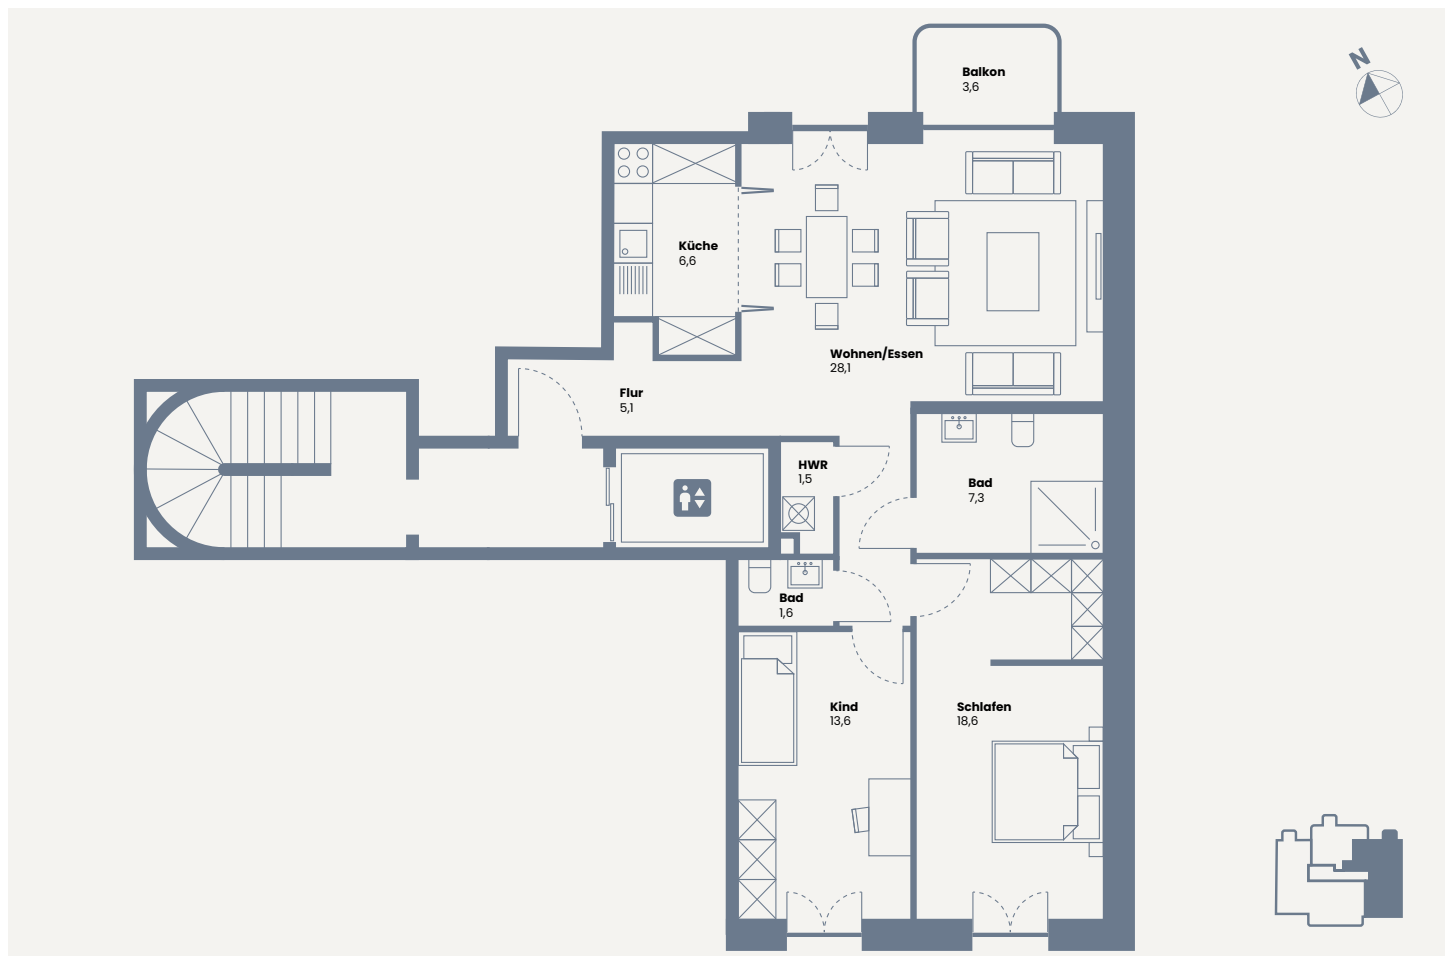 N
Balkon
3,6
Küche
6,6
Wohnen/Essen
28,1
Flur
5,1
HWR
1,5
Bad
7,3
Bad
1,6
Kind
13,6
Schlafen
18,6